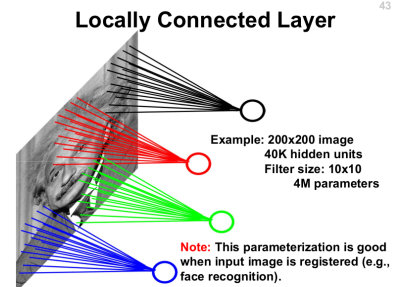 43
Locally Connected Layer
Example: 200x200 image
40K hidden units
Filter size: 10x10
4M parameters
Note: This parameterization is good
when input image is registered (e.g.,
face recognition).